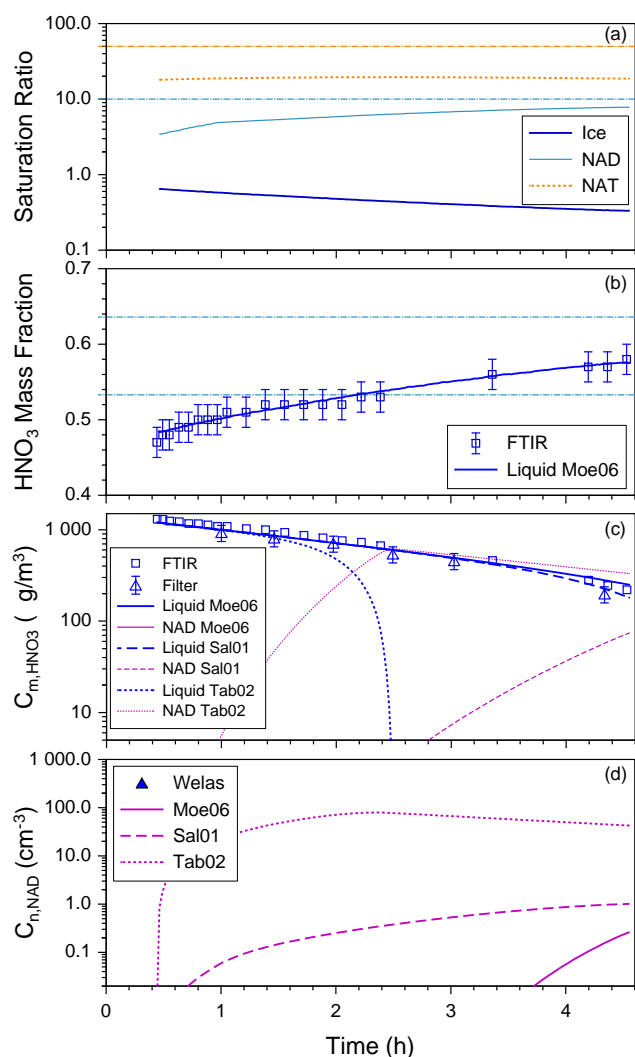 (a)
Saturation Ratio
100.0
10.0
1.0
0.1
Ice
NAD
NAT
(b)
HNO3 Mass Fraction
0.7
0.6
0.5
0.4
FTIR
Liquid Moe06
(c)
Cm,HNO3 ( g/m3)
1 000
100
10
FTIR
Filter
Liquid Moe06
NAD Moe06
Liquid Sal01
NAD Sal01
Liquid Tab02
NAD Tab02
(d)
Cn,NAD (cm-3)
1 000.0
100.0
10.0
1.0
0.1
Welas
Moe06
Sal01
Tab02
0 1 2 3 4
Time (h)